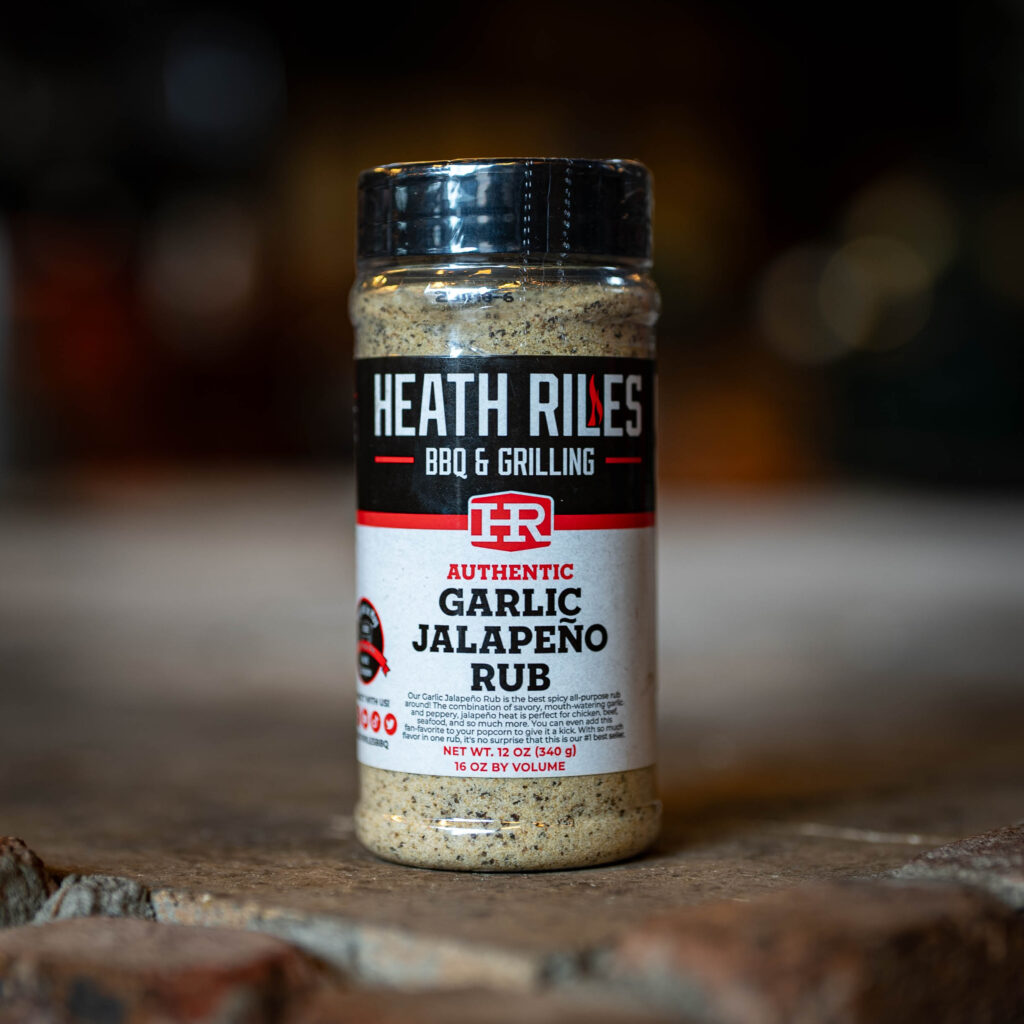 HEATH RILES
BBQ & GRILLING
HR
AUTHENTIC
GARLIC
JALAPEÑO
RUB
Our Garlic Jalapeño Rub is the best spicy all-purpose rub
around! The combination of savory, mouth-watering garlic
and peppery, jalapeño heat is perfect for chicken, beef,
seafood, and so much more. You can even add this
fan-favorite to your popcorn to give it a kick. With so much
flavor in one rub, it's no surprise that this is our #1 best seller.
NET WT. 12 OZ (340 g)
16 OZ BY VOLUME
WITH US!